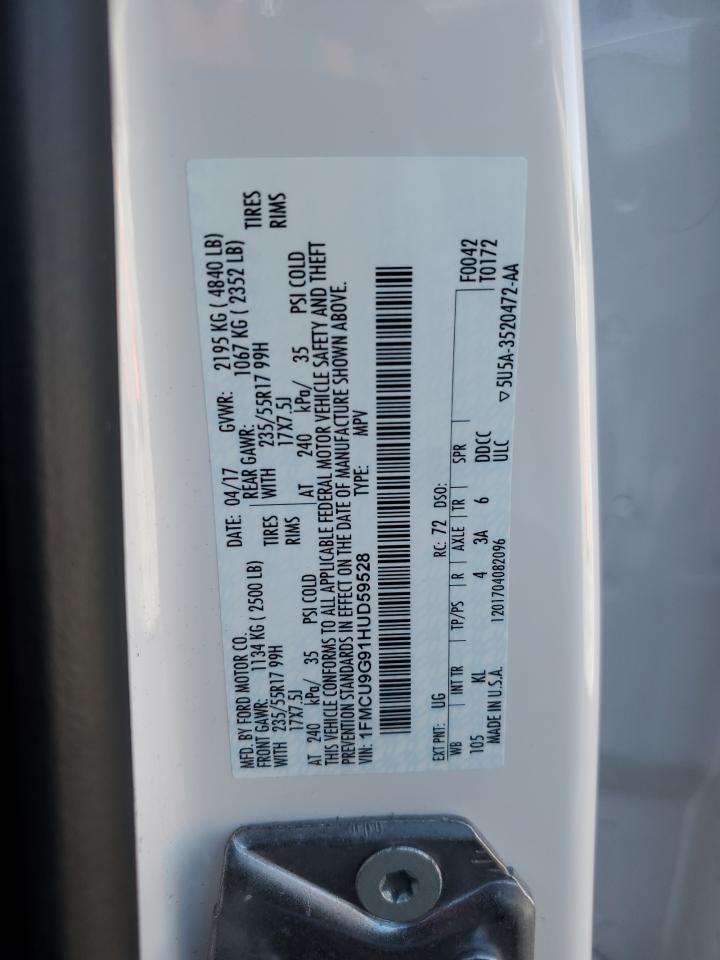 MFD. BY FORD MOTOR CO.
DATE: 04/17 GVWR: 2195 KG ( 4840 LB)
FRONT GAWR: 1134 KG ( 2500 LB) REAR GAWR: 1067 KG ( 2352 LB)
WITH 235/55R17 99H TIRES WITH 235/55R17 99H TIRES
17X7.5J RIMS 17X7.5J RIMS
AT 240 kPa/ 35 PSI COLD AT 240 kPa/ 35 PSI COLD
THIS VEHICLE CONFORMS TO ALL APPLICABLE FEDERAL MOTOR VEHICLE SAFETY AND THEFT
PREVENTION STANDARDS IN EFFECT ON THE DATE OF MANUFACTURE SHOWN ABOVE.
VIN: 1FMCU9G91HUD59528 TYPE: MPV
EXT PNT: UG RC: 72 DSO: F0042
WB INT TR TP/PS R AXLE TR SPR T0172
105 KL 4 3A 6 DDCC
MADE IN U.S.A. 1201704082096 ULC ▽5U5A-3520472-AA